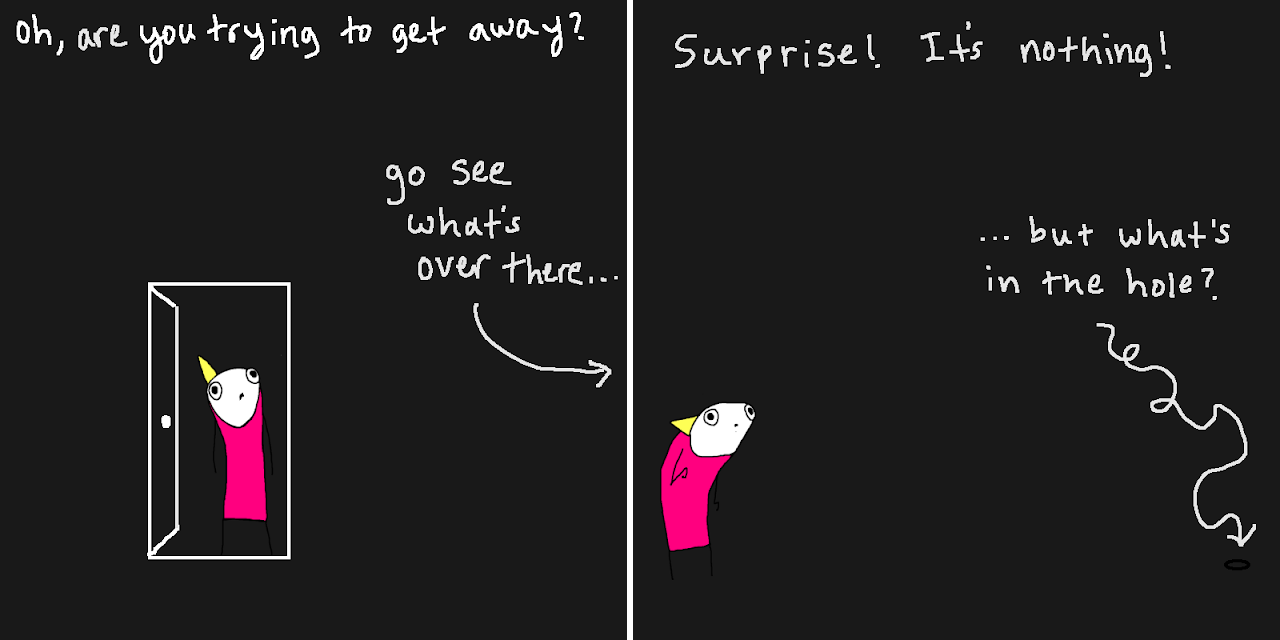 Oh, are you trying to get away?
go see
what's
over there...
Surprise! It's nothing!
... but what's
in the hole?